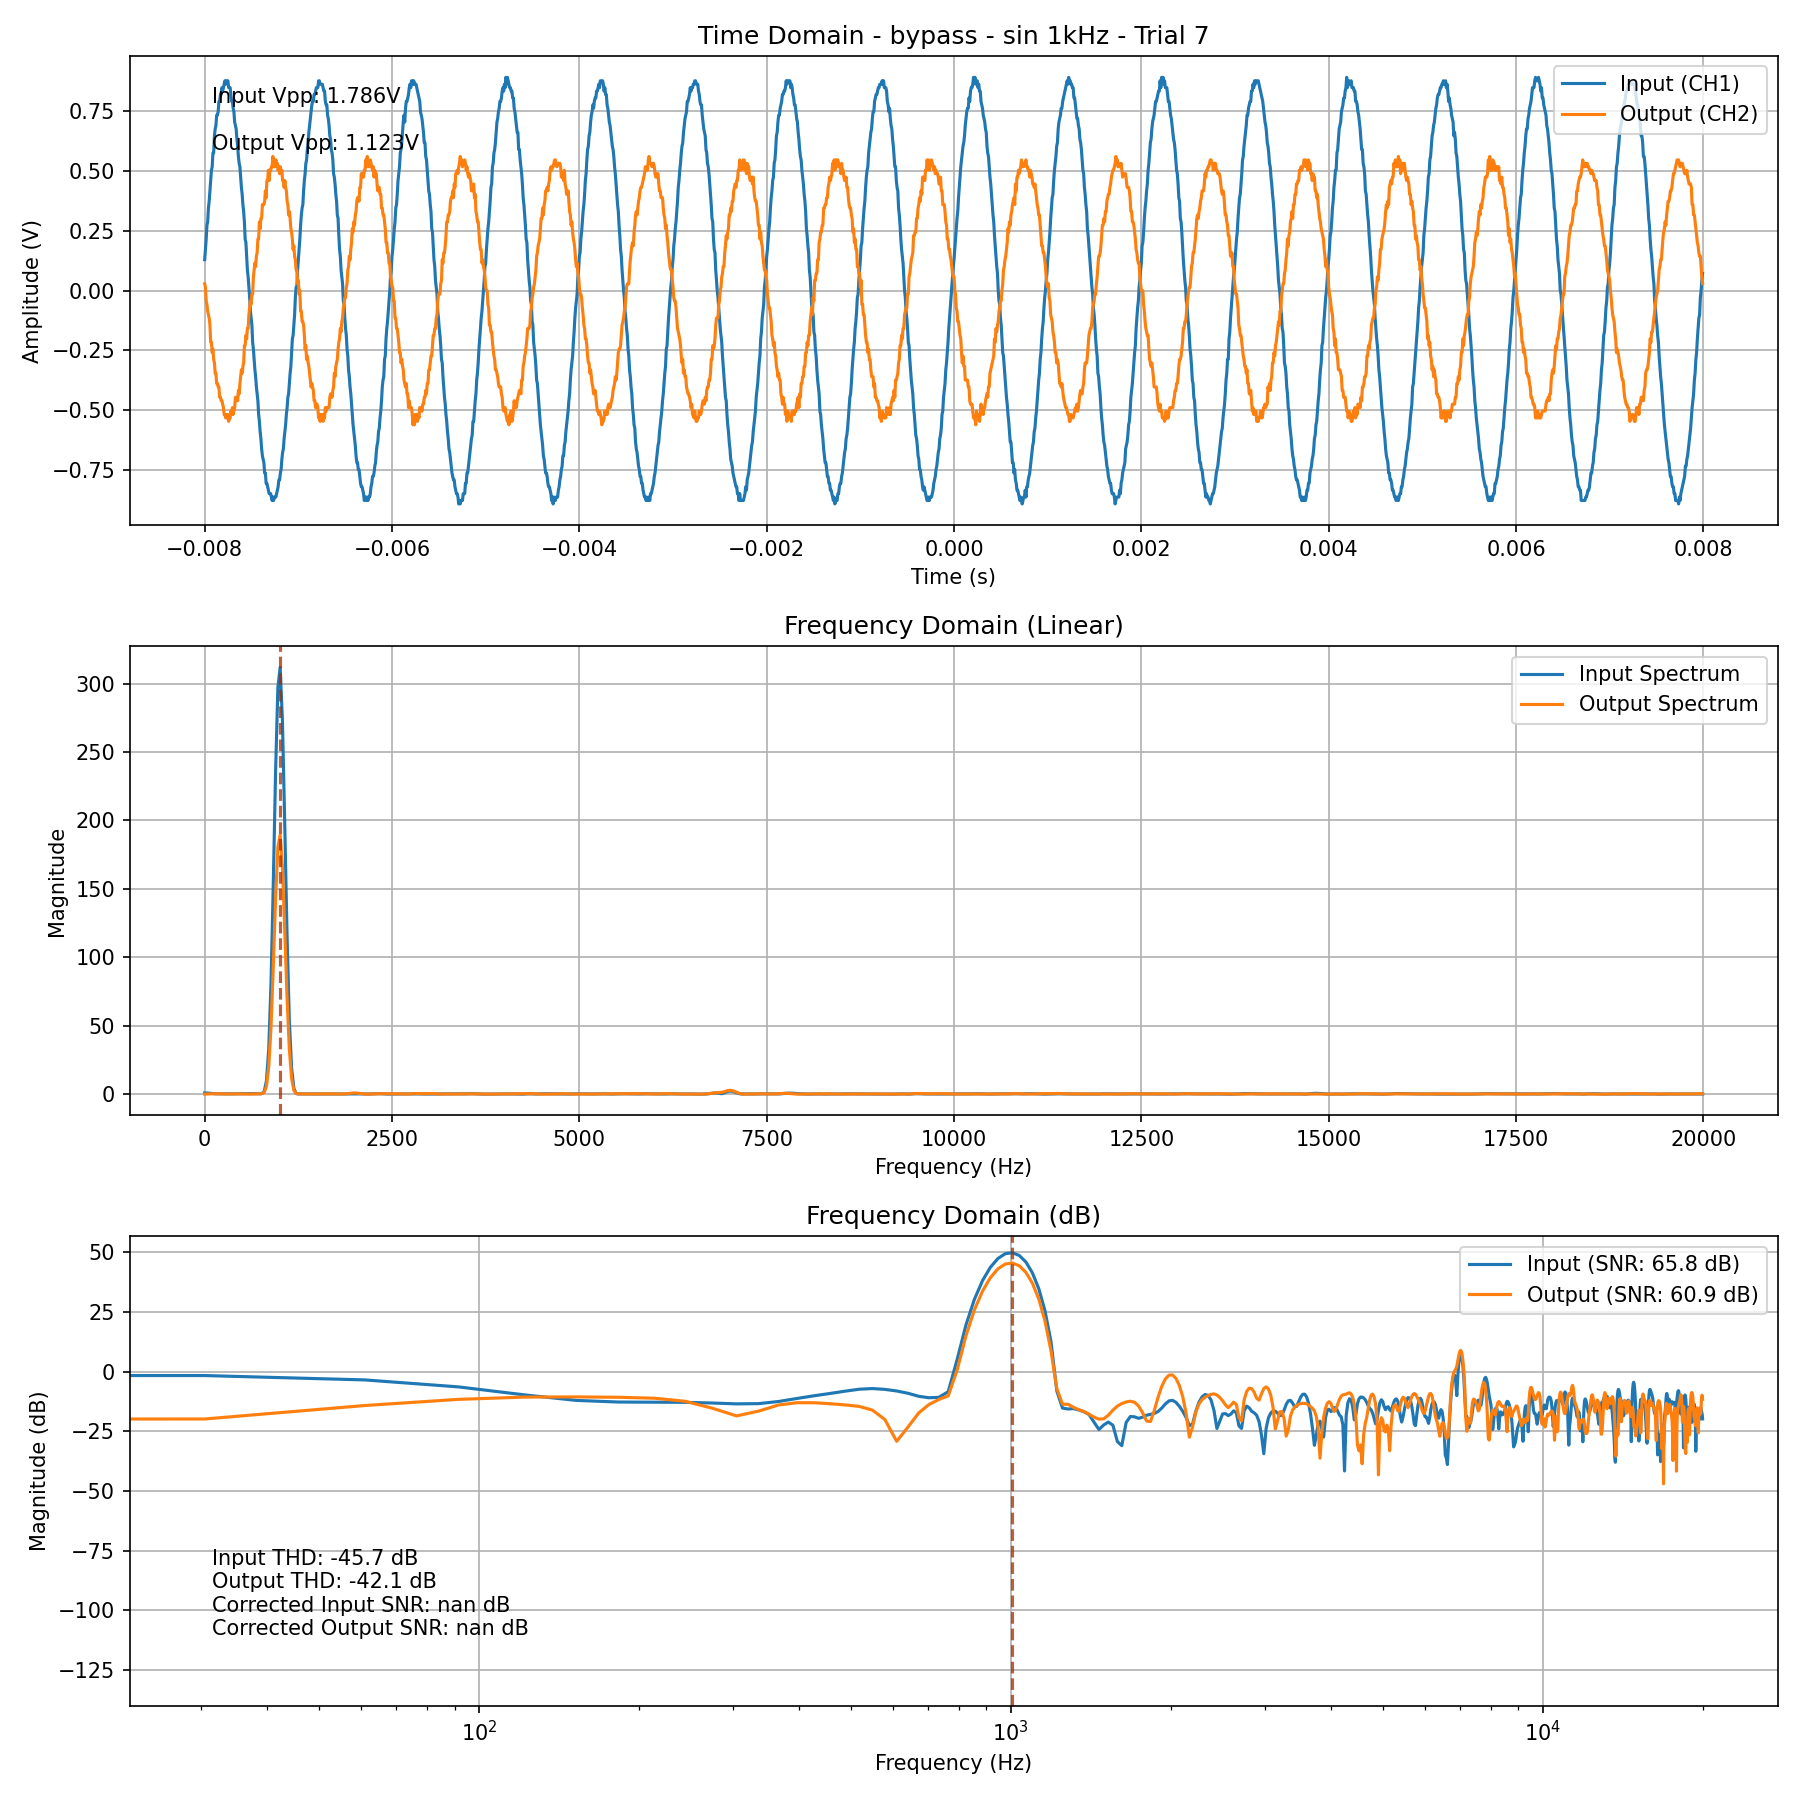 Time Domain - bypass - sin 1kHz - Trial 7
Input Vpp: 1.786V
Output Vpp: 1.123V
Input (CH1)
Output (CH2)
Amplitude (V)
0.75
0.50
0.25
0.00
−0.25
−0.50
−0.75
−0.008
−0.006
−0.004
−0.002
0.000
0.002
0.004
0.006
0.008
Time (s)
Frequency Domain (Linear)
Input Spectrum
Output Spectrum
Magnitude
300
250
200
150
100
50
0
0
2500
5000
7500
10000
12500
15000
17500
20000
Frequency (Hz)
Frequency Domain (dB)
Input (SNR: 65.8 dB)
Output (SNR: 60.9 dB)
Magnitude (dB)
50
25
0
−25
−50
−75
−100
−125
Input THD: -45.7 dB
Output THD: -42.1 dB
Corrected Input SNR: nan dB
Corrected Output SNR: nan dB
10²
10³
10⁴
Frequency (Hz)